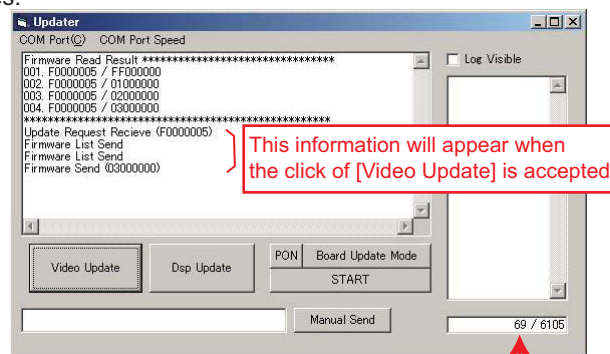 es.
Updater
COM Port(C) COM Port Speed
Firmware Read Result ************************************
001. F0000005 / FF000000
002. F0000005 / 01000000
003. F0000005 / 02000000
004. F0000005 / 03000000
*********************************************************
Update Request Recieve (F0000005)
Firmware List Send
Firmware List Send
Firmware Send (03000000)
Log Visible
This information will appear when
the click of [Video Update] is accepted
Video Update
Dsp Update
PON
Board Update Mode
START
Manual Send
69 / 6105